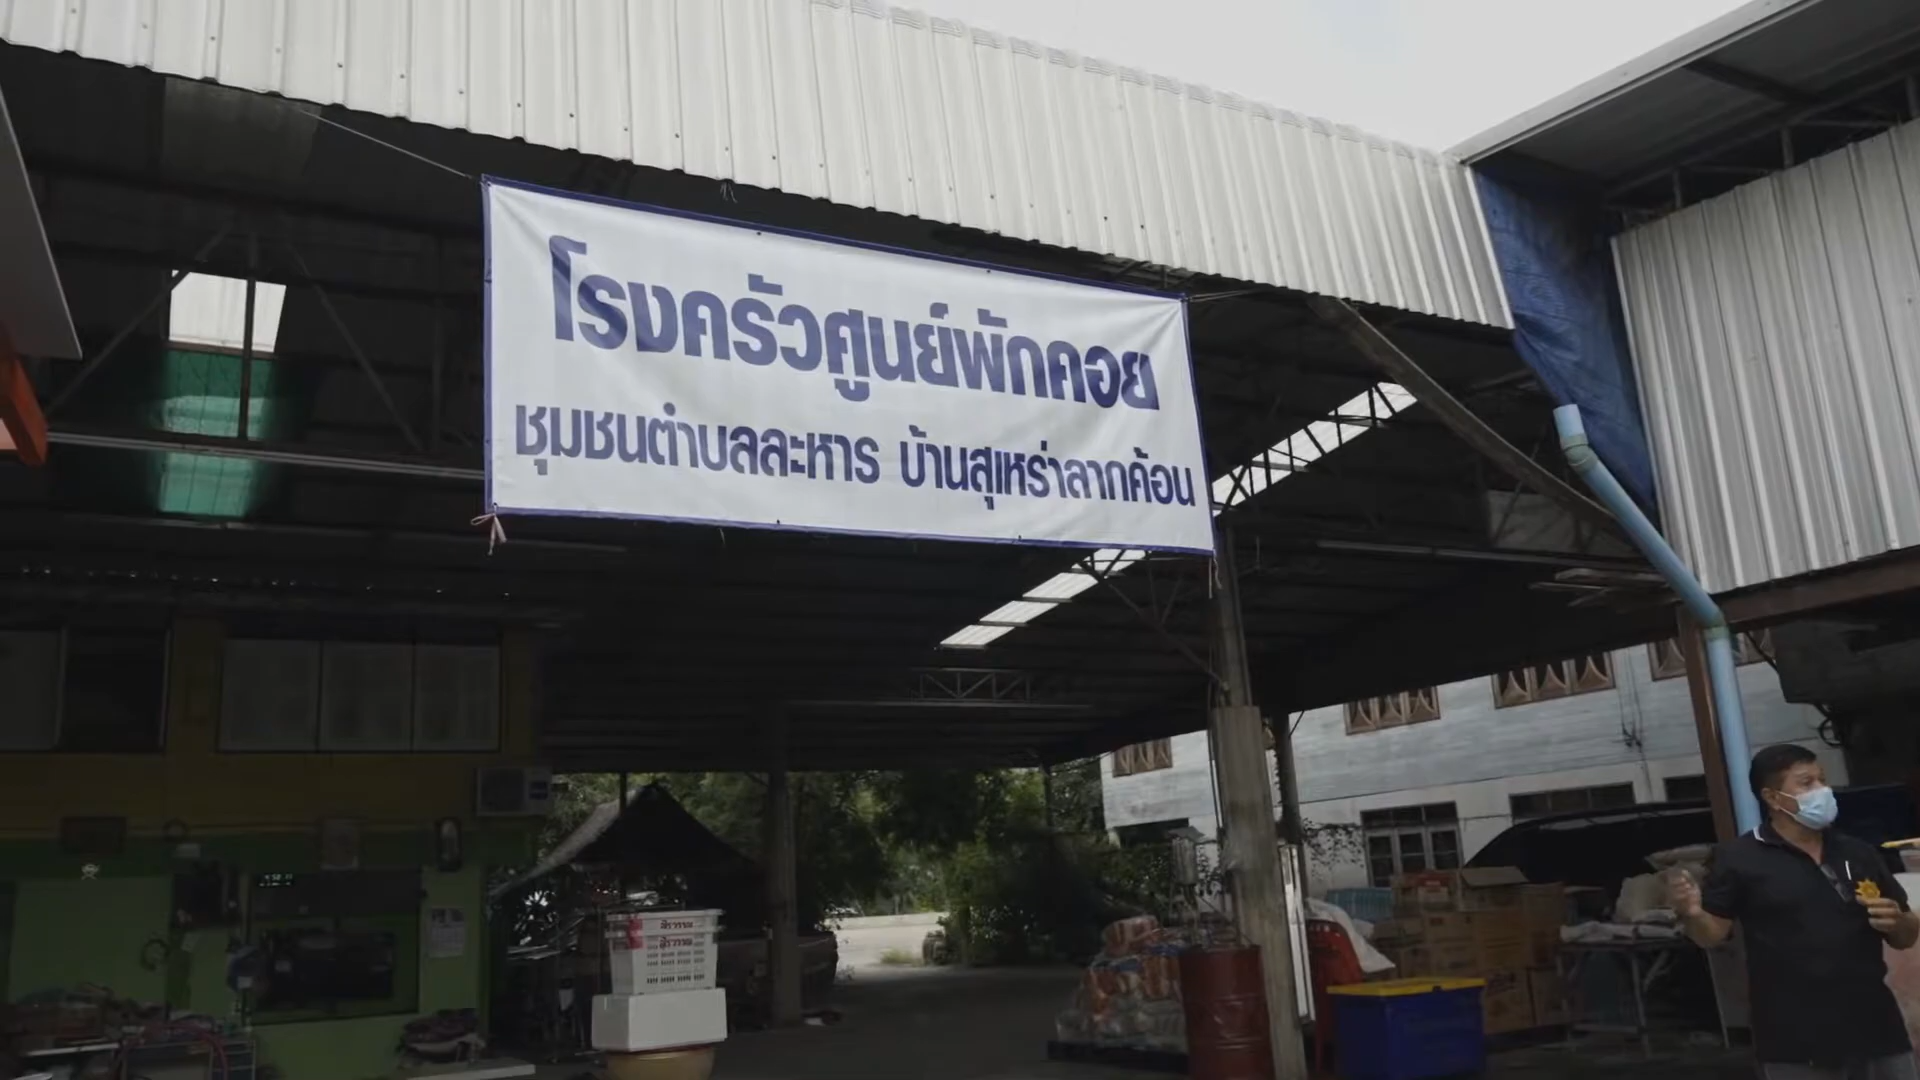 โรงครัวศูนย์พักคอย
ชุมชนตำบลละหาร บ้านสุเหร่าลากค้อน